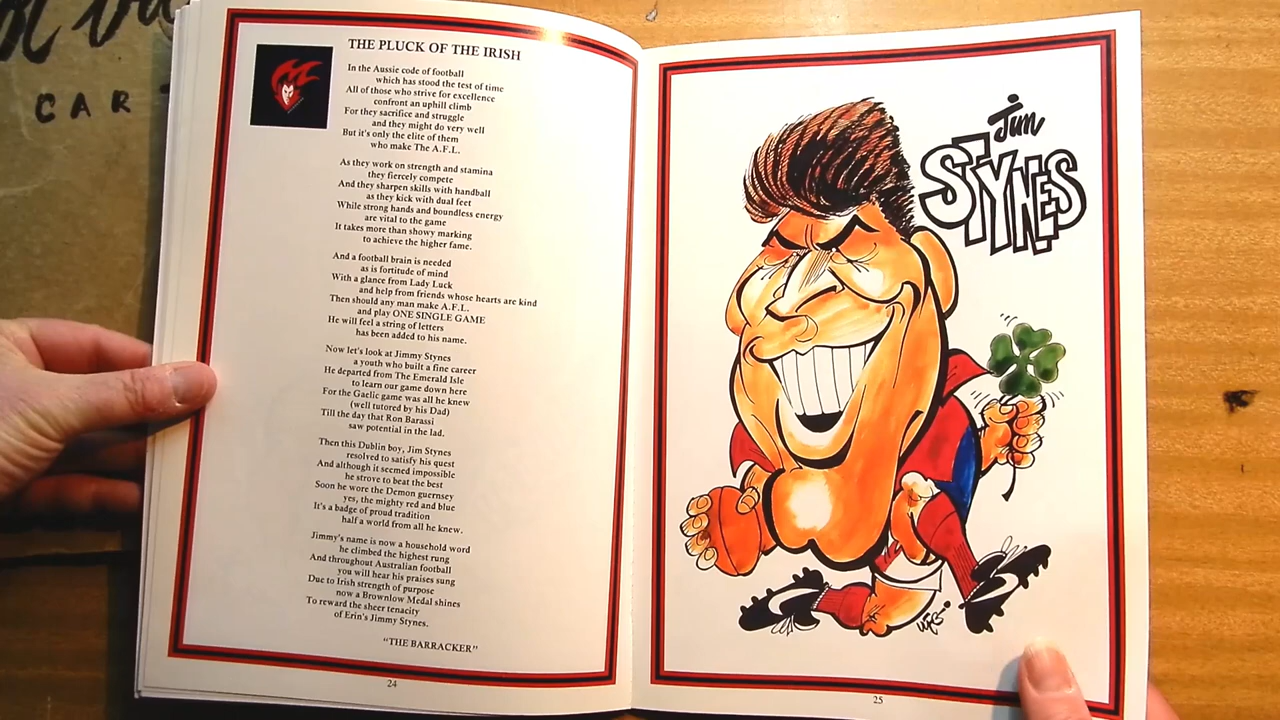 CAR
THE PLUCK OF THE IRISH
In the Aussie code of football
which has stood the test of time
All of those who strive for excellence
confront an uphill climb
For they sacrifice and struggle
and they might do very well
But it's only the elite of them
who make The A.F.L.
As they work on strength and stamina
they fiercely compete
And they sharpen skills with handball
as they kick with dual feet
While strong hands and boundless energy
are vital to the game
It takes more than showy marking
to achieve the higher fame.
And a football brain is needed
as is fortitude of mind
With a glance from Lady Luck
and help from friends whose hearts are kind
Then should any man make A.F.L.
and play ONE SINGLE GAME
He will feel a string of letters
has been added to his name.
Now let's look at Jimmy Stynes
a youth who built a fine career
He departed from The Emerald Isle
to learn our game down here
For the Gaelic game was all he knew
(well tutored by his Dad)
Till the day that Ron Barassi
saw potential in the lad.
Then this Dublin boy, Jim Stynes
resolved to satisfy his quest
And although it seemed impossible
he strove to beat the best
Soon he wore the Demon guernsey
yes, the mighty red and blue
It's a badge of proud tradition
half a world from all he knew.
Jimmy's name is now a household word
he climbed the highest rung
And throughout Australian football
you will hear his praises sung
Due to Irish strength of purpose
now a Brownlow Medal shines
To reward the sheer tenacity
of Erin's Jimmy Stynes.
"THE BARRACKER"
24
Jim
STYNES
25